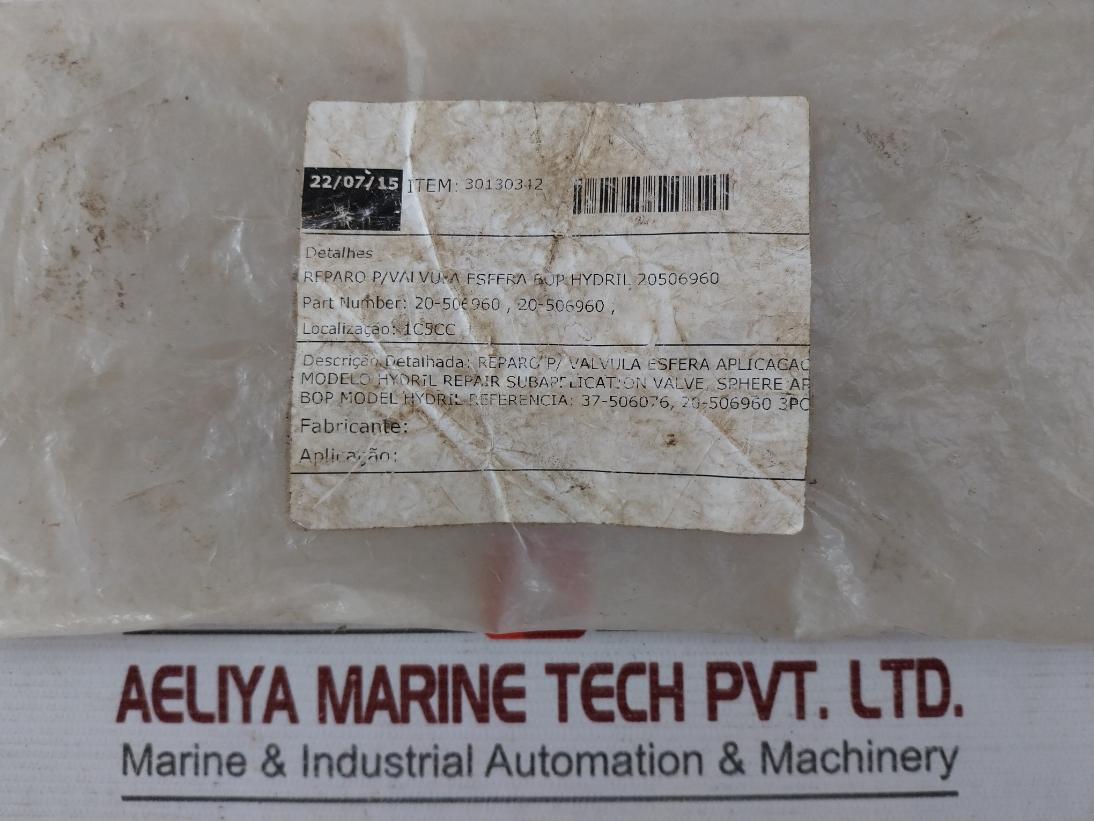 22/07/15 ITEM: 30130342
Detalhes
REPARO P/VALVULA ESFERA BOP HYDRIL 20506960
Part Number: 20-506960 , 20-506960 ,
Localização: 1C5CC
Descrição Detalhada: REPARO P/ VALVULA ESFERA APLICAGAC
MODELO HYDRIL REPAIR SUBAPPLICATION VALVE, SPHERE AP
BOP MODEL HYDRIL REFERENCIA: 37-506076, 20-506960 3PC
Fabricante:
Aplicação:
AELIYA MARINE TECH PVT. LTD.
Marine & Industrial Automation & Machinery